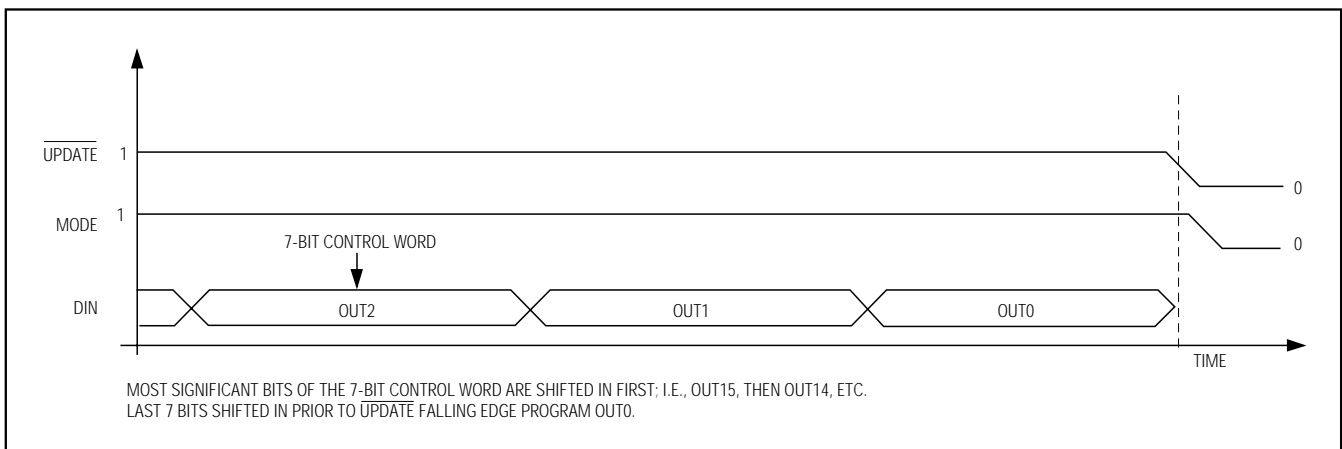 UPDATE 1
0
MODE 1
0
7-BIT CONTROL WORD
DIN OUT2 OUT1 OUT0
TIME
MOST SIGNIFICANT BITS OF THE 7-BIT CONTROL WORD ARE SHIFTED IN FIRST; I.E., OUT15, THEN OUT14, ETC.
LAST 7 BITS SHIFTED IN PRIOR TO UPDATE FALLING EDGE PROGRAM OUT0.